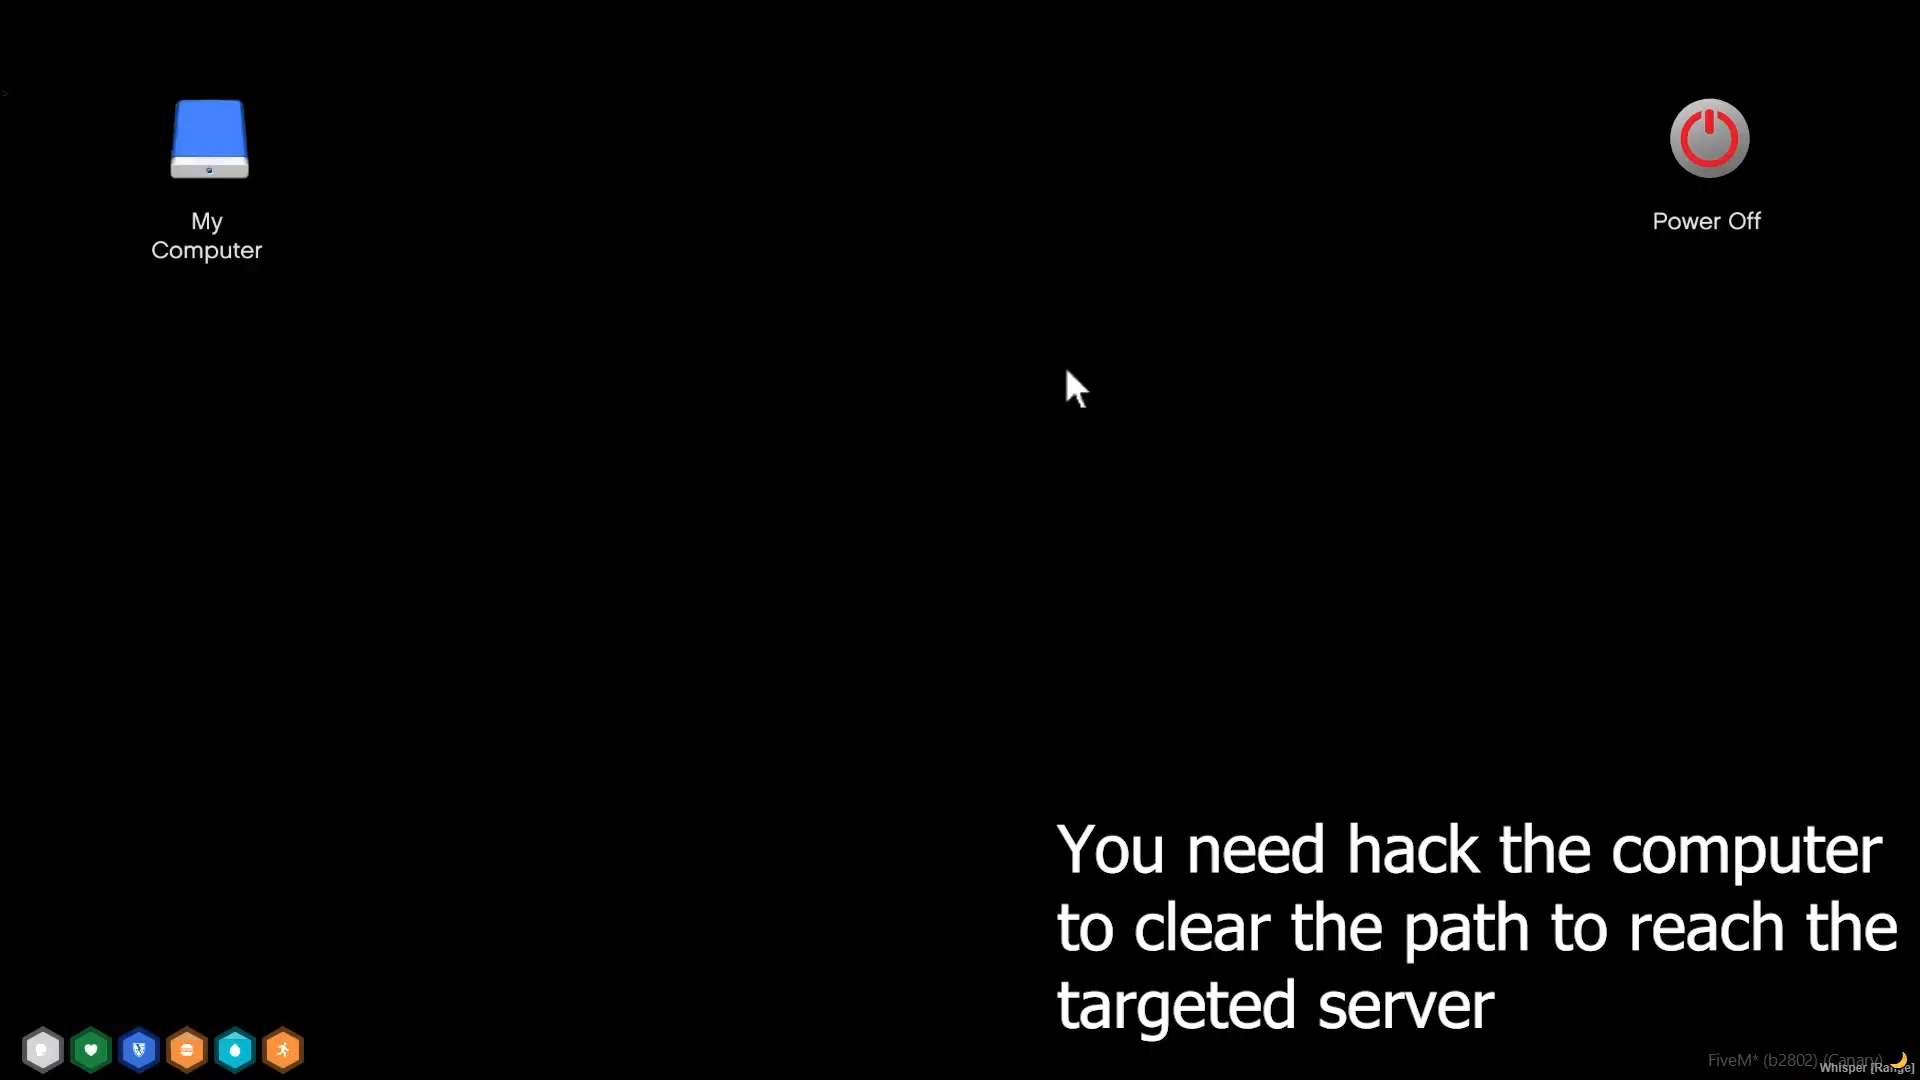 >
My
Computer
Power Off
You need hack the computer
to clear the path to reach the
targeted server
FiveM* (b2802) (Canary)
Whisper [Range]